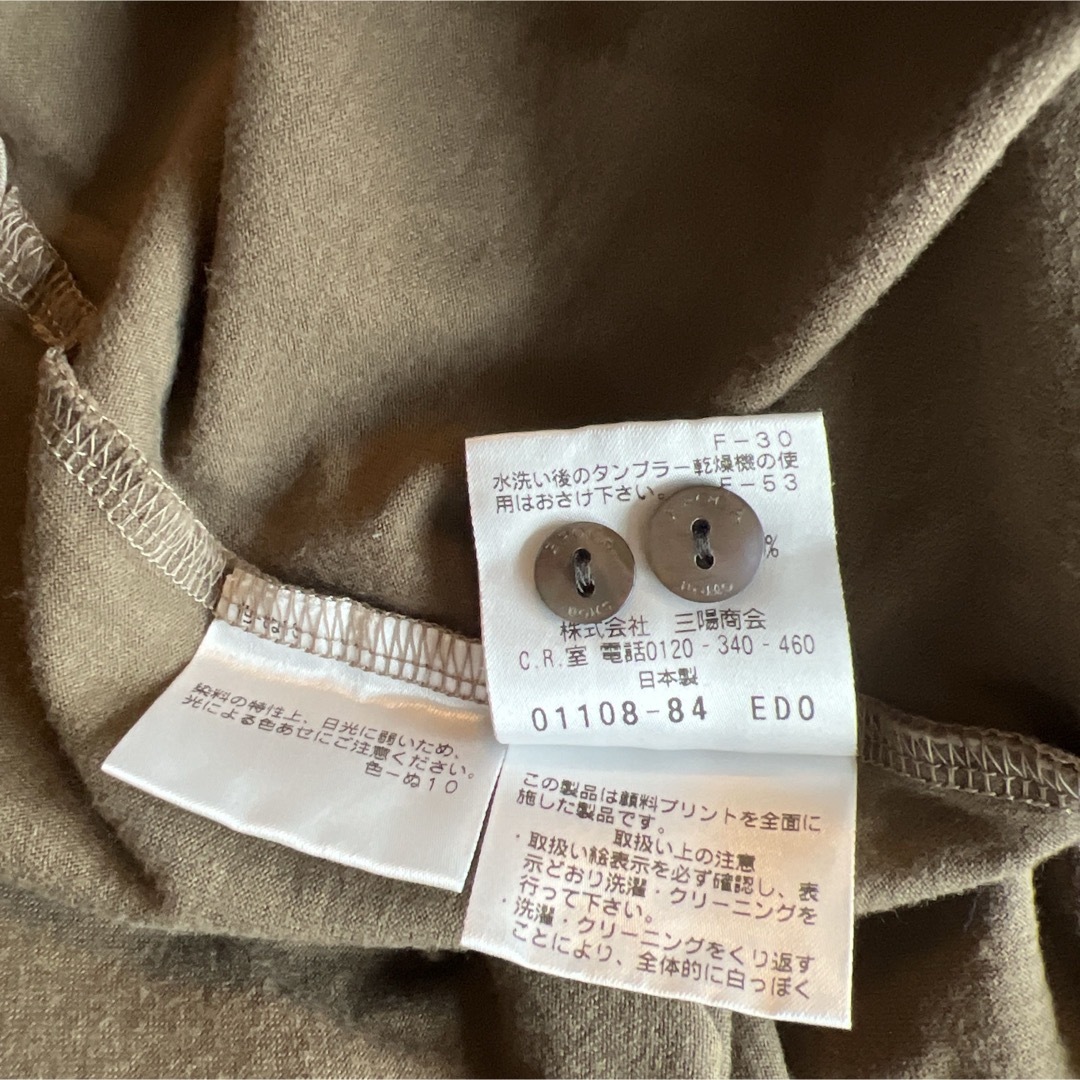 F-30
水洗い後のタンブラー乾燥機の使
用はおさけ下さい。 F-53
%
株式会社 三陽商会
C.R.室 電話0120-340-460
日本製
01108-84 EDO
染料の特性上、日光に弱いため、
光による色あせにご注意ください。
色-ぬ10
この製品は顔料プリントを全面に
施した製品です。
取扱い上の注意
・取扱い絵表示を必ず確認し、表
示どおり洗濯・クリーニングを
行って下さい。
・洗濯・クリーニングをくり返す
ことにより、全体的に白っぽく